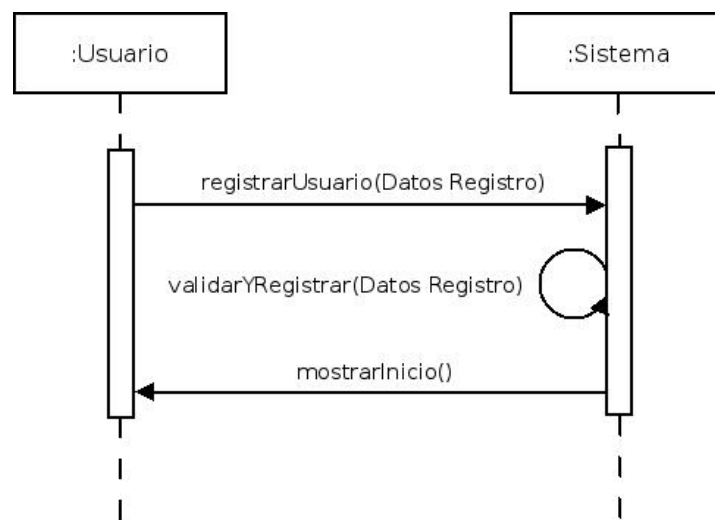 :Usuario
:Sistema
registrarUsuario(Datos Registro)
validarYRegistrar(Datos Registro)
mostrarInicio()